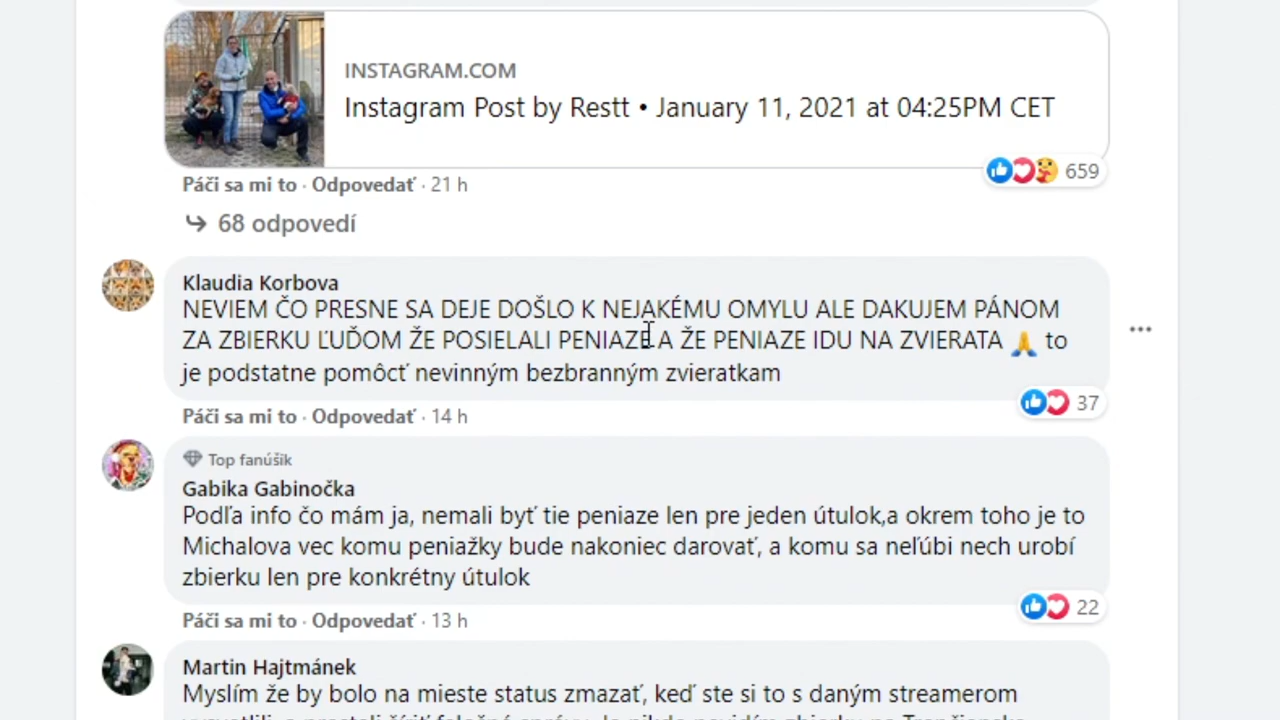 INSTAGRAM.COM
Instagram Post by Restt • January 11, 2021 at 04:25PM CET
659
Páči sa mi to · Odpovedať · 21 h
68 odpovedí
Klaudia Korbova
NEVIEM ČO PRESNE SA DEJE DOŠLO K NEJAKÉMU OMYLU ALE DAKUJEM PÁNOM
ZA ZBIERKU ĽUĎOM ŽE POSIELALI PENIAZE A ŽE PENIAZE IDU NA ZVIERATA 🙏 to
je podstatne pomôcť nevinným bezbranným zvieratkam
37
Páči sa mi to · Odpovedať · 14 h
Top fanúšik
Gabika Gabinočka
Podľa info čo mám ja, nemali byť tie peniaze len pre jeden útulok,a okrem toho je to
Michalova vec komu peniažky bude nakoniec darovať, a komu sa neľúbi nech urobí
zbierku len pre konkrétny útulok
22
Páči sa mi to · Odpovedať · 13 h
Martin Hajtmánek
Myslím že by bolo na mieste status zmazať, keď ste si to s daným streamerom